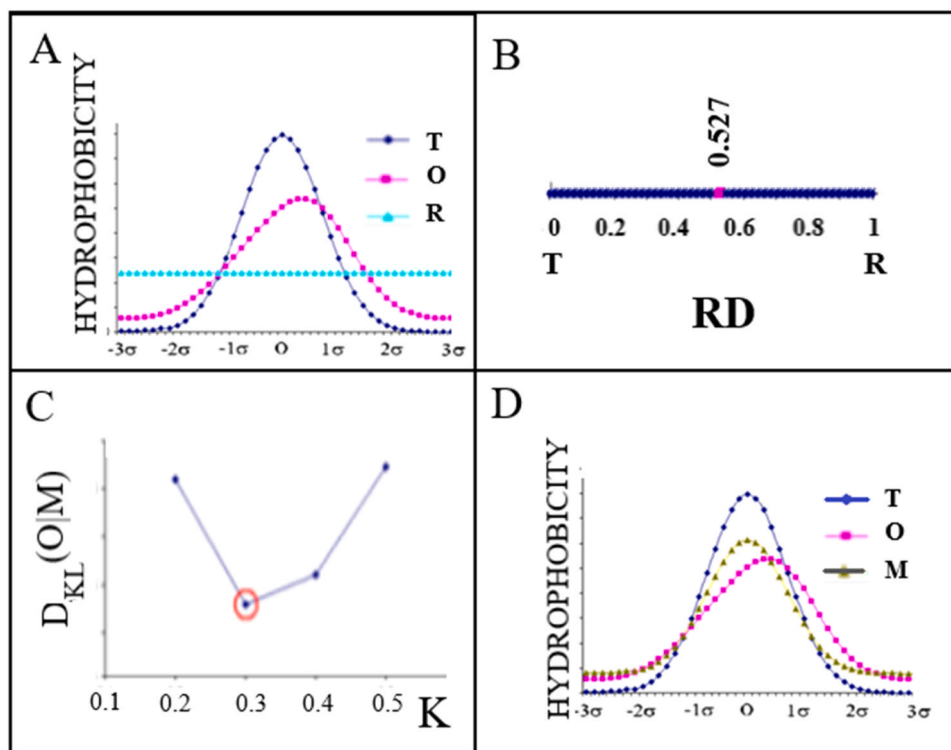 A
HYDROPHOBICITY
T
O
R
-3σ -2σ -1σ O 1σ 2σ 3σ
B
0.527
0 0.2 0.4 0.6 0.8 1
T R
RD
C
D_KL(O|M)
0.1 0.2 0.3 0.4 0.5 K
D
HYDROPHOBICITY
T
O
M
-3σ -2σ -1σ O 1σ 2σ 3σ